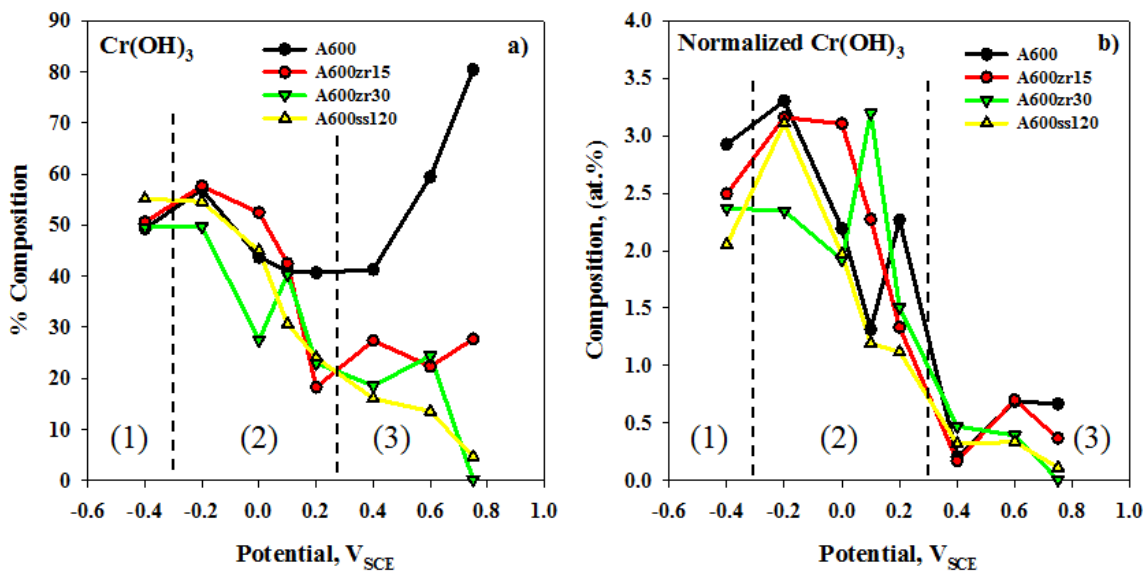 Cr(OH)3 a)
A600
A600zr15
A600zr30
A600ss120
% Composition
90
80
70
60
50
40
30
20
10
0
(1) (2) (3)
-0.6 -0.4 -0.2 0.0 0.2 0.4 0.6 0.8 1.0
Potential, VSCE
Normalized Cr(OH)3 b)
A600
A600zr15
A600zr30
A600ss120
Composition, (at.%)
4.0
3.5
3.0
2.5
2.0
1.5
1.0
0.5
0.0
(1) (2) (3)
-0.6 -0.4 -0.2 0.0 0.2 0.4 0.6 0.8 1.0
Potential, VSCE